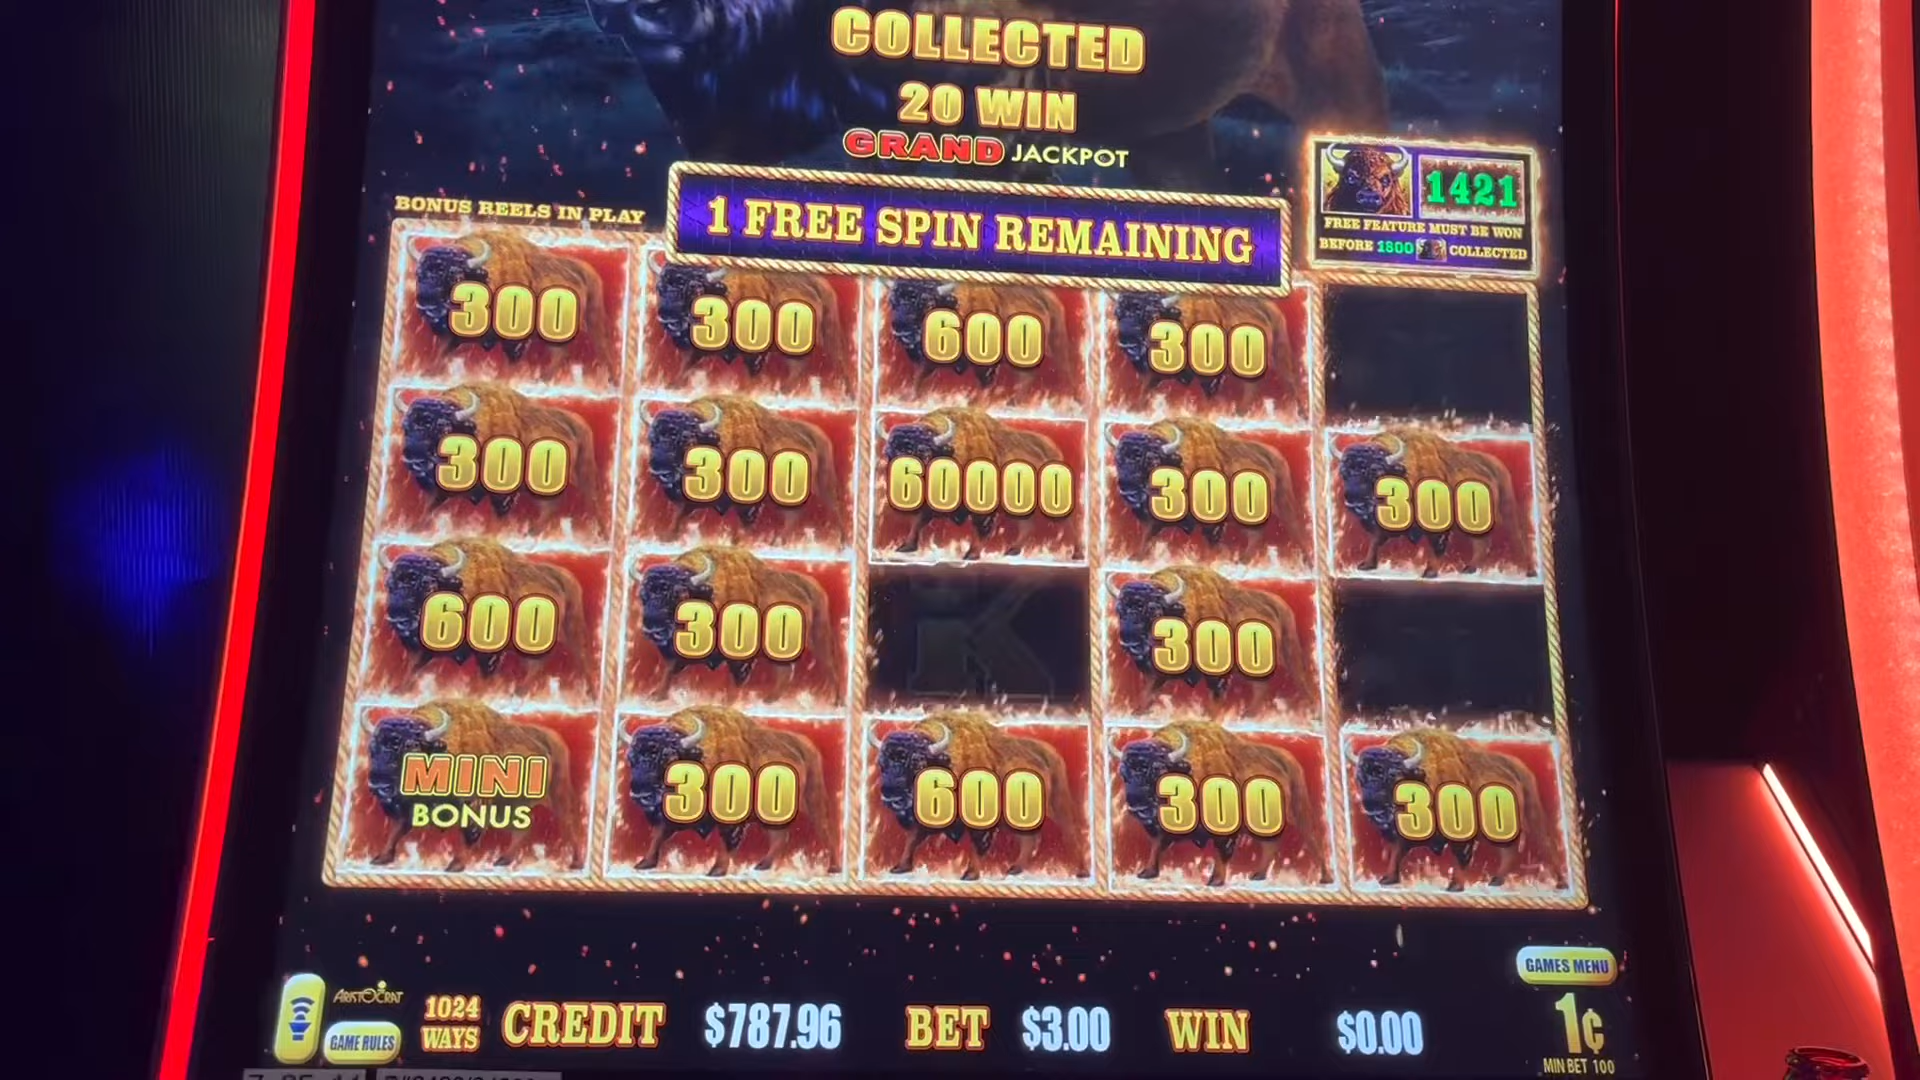 COLLECTED
20 WIN
GRAND JACKPOT
BONUS REELS IN PLAY
1 FREE SPIN REMAINING
1421
FREE FEATURE MUST BE WON
BEFORE 1800 COLLECTED
300 300 600 300
300 300 60000 300 300
600 300 300
MINI BONUS 300 600 300 300
GAMES MENU
ARISTOCRAT
GAME RULES
1024 WAYS
CREDIT $787.96 BET $3.00 WIN $0.00
1¢
MIN BET 100